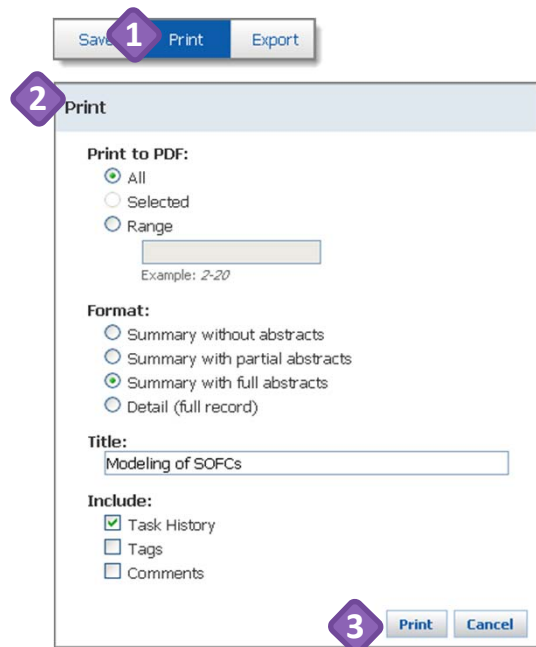 Save Print Export
1
2
Print
Print to PDF:
All
Selected
Range
Example: 2-20
Format:
Summary without abstracts
Summary with partial abstracts
Summary with full abstracts
Detail (full record)
Title:
Modeling of SOFCs
Include:
Task History
Tags
Comments
3 Print Cancel